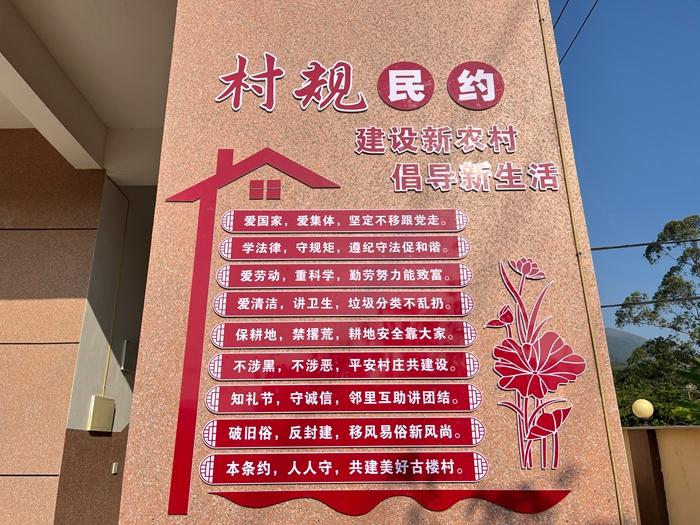 村规民约
建设新农村
倡导新生活
爱国家，爱集体，坚定不移跟党走。
学法律，守规矩，遵纪守法促和谐。
爱劳动，重科学，勤劳努力能致富。
爱清洁，讲卫生，垃圾分类不乱扔。
保耕地，禁撂荒，耕地安全靠大家。
不涉黑，不涉恶，平安村庄共建设。
知礼节，守诚信，邻里互助讲团结。
破旧俗，反封建，移风易俗新风尚。
本条约，人人守，共建美好古楼村。